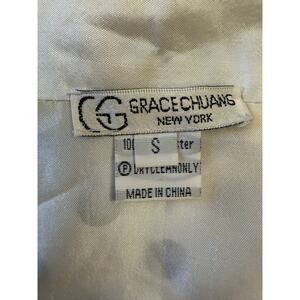 CG GRACE CHUANG
NEW YORK
S
Ⓟ DRYCLEAN ONLY
MADE IN CHINA